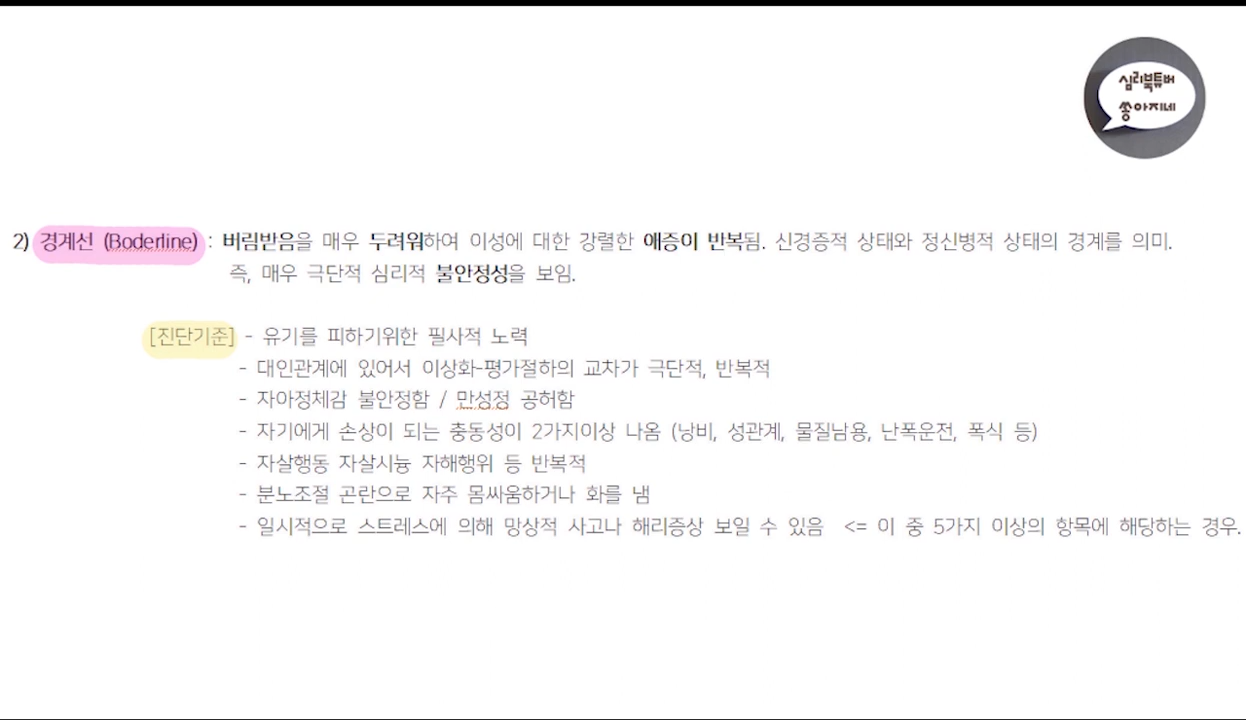 심리북튜버
쏭아지네
2) 경계선 (Boderline) : 버림받음을 매우 두려워하여 이성에 대한 강렬한 애증이 반복됨. 신경증적 상태와 정신병적 상태의 경계를 의미.
즉, 매우 극단적 심리적 불안정성을 보임.
[진단기준] - 유기를 피하기위한 필사적 노력
- 대인관계에 있어서 이상화-평가절하의 교차가 극단적, 반복적
- 자아정체감 불안정함 / 만성정 공허함
- 자기에게 손상이 되는 충동성이 2가지이상 나옴 (낭비, 성관계, 물질남용, 난폭운전, 폭식 등)
- 자살행동 자살시늉 자해행위 등 반복적
- 분노조절 곤란으로 자주 몸싸움하거나 화를 냄
- 일시적으로 스트레스에 의해 망상적 사고나 해리증상 보일 수 있음 <= 이 중 5가지 이상의 항목에 해당하는 경우.